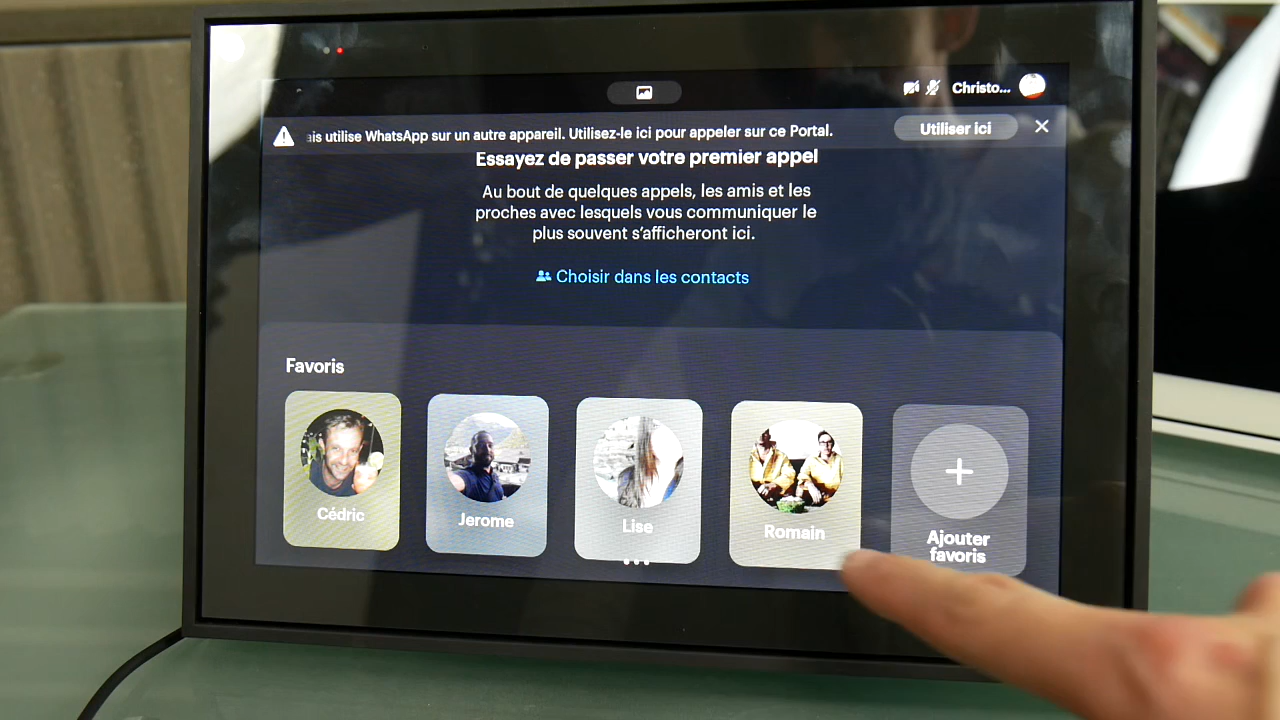 Christo...
utilise WhatsApp sur un autre appareil. Utilisez-le ici pour appeler sur ce Portal.
Utiliser ici
Essayez de passer votre premier appel
Au bout de quelques appels, les amis et les
proches avec lesquels vous communiquer le
plus souvent s’afficheront ici.
Choisir dans les contacts
Favoris
Cédric
Jerome
Lise
Romain
Ajouter
favoris